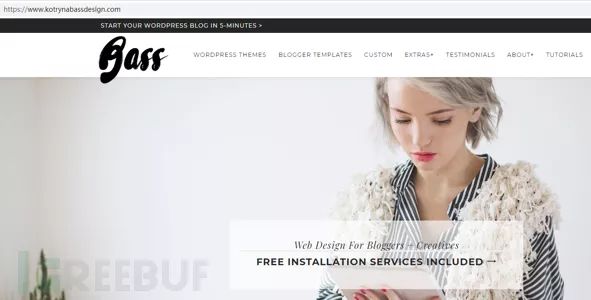 https://www.kotrynabassdesign.com
START YOUR WORDPRESS BLOG IN 5-MINUTES >
Bass
WORDPRESS THEMES BLOGGER TEMPLATES CUSTOM EXTRAS+ TESTIMONIALS ABOUT+ TUTORIALS
Web Design For Bloggers + Creatives
FREE INSTALLATION SERVICES INCLUDED —
REEBUF